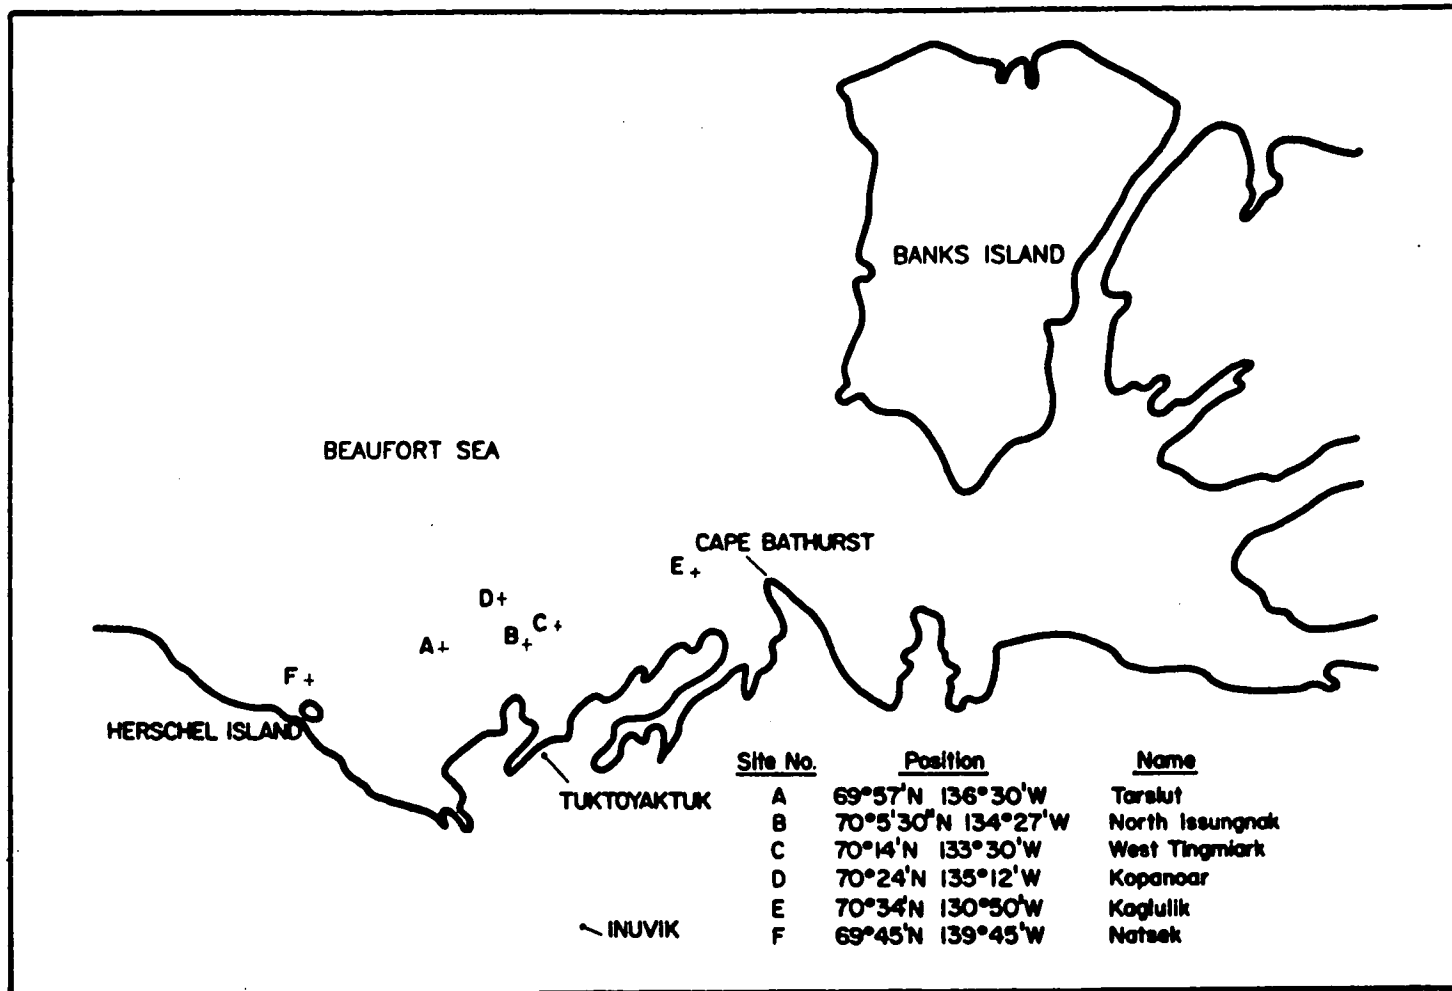 BANKS ISLAND
BEAUFORT SEA
CAPE BATHURST
E +
D +
C +
B +
A +
F +
HERSCHEL ISLAND
TUKTOYAKTUK
INUVIK
Site No. Position Name
A 69°57'N 136°30'W Tarsiut
B 70°5'30"N 134°27'W North Issungnak
C 70°14'N 133°30'W West Tingmiark
D 70°24'N 135°12'W Kopanoar
E 70°34'N 130°50'W Kaglulik
F 69°45'N 139°45'W Natsek